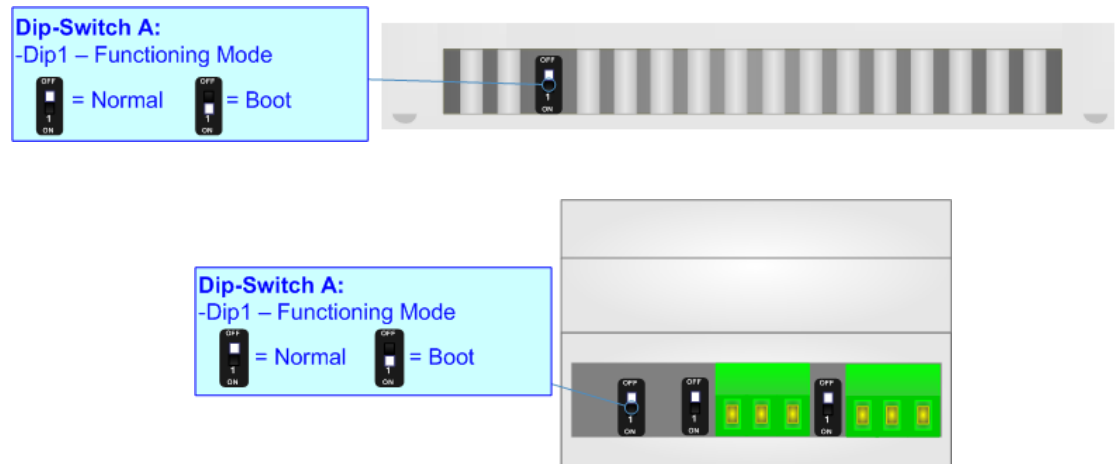 Dip-Switch A:
-Dip1 – Functioning Mode
OFF
1
ON
= Normal
OFF
1
ON
= Boot
OFF
1
ON
Dip-Switch A:
-Dip1 – Functioning Mode
OFF
1
ON
= Normal
OFF
1
ON
= Boot
OFF
1
ON
OFF
1
ON
OFF
1
ON